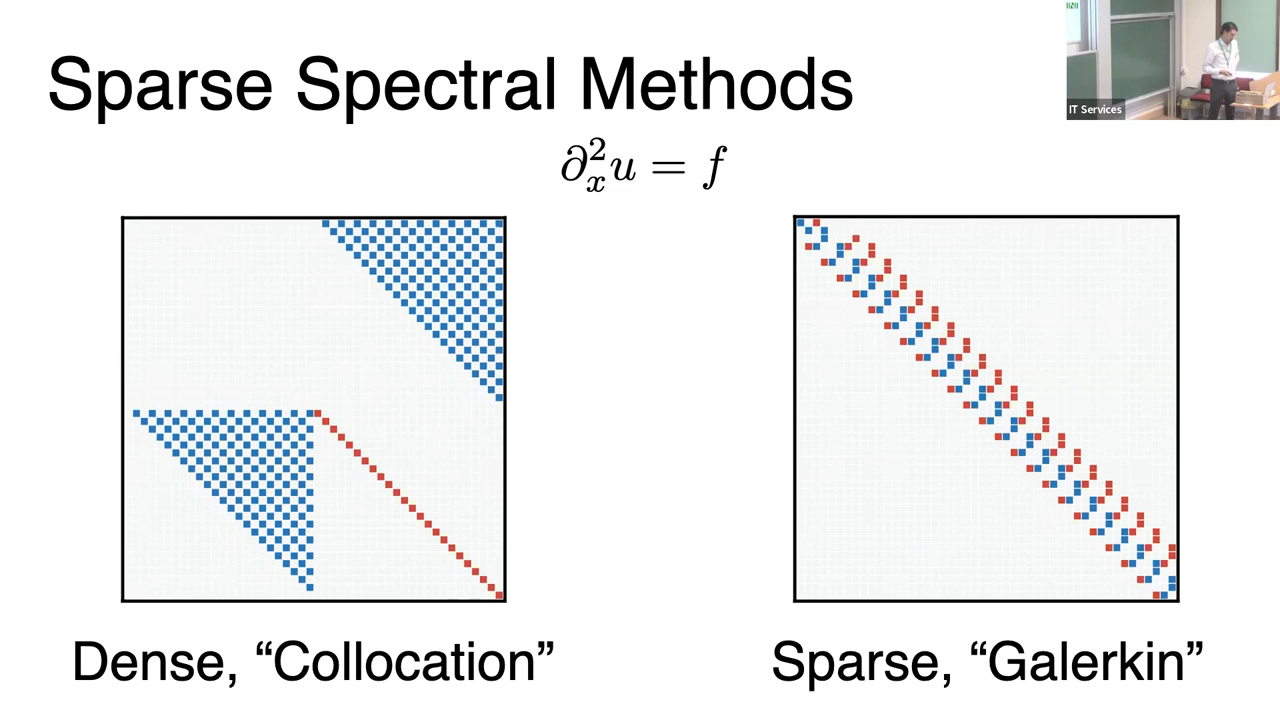 Sparse Spectral Methods
IT Services
∂²ₓu = f
Dense, “Collocation”
Sparse, “Galerkin”